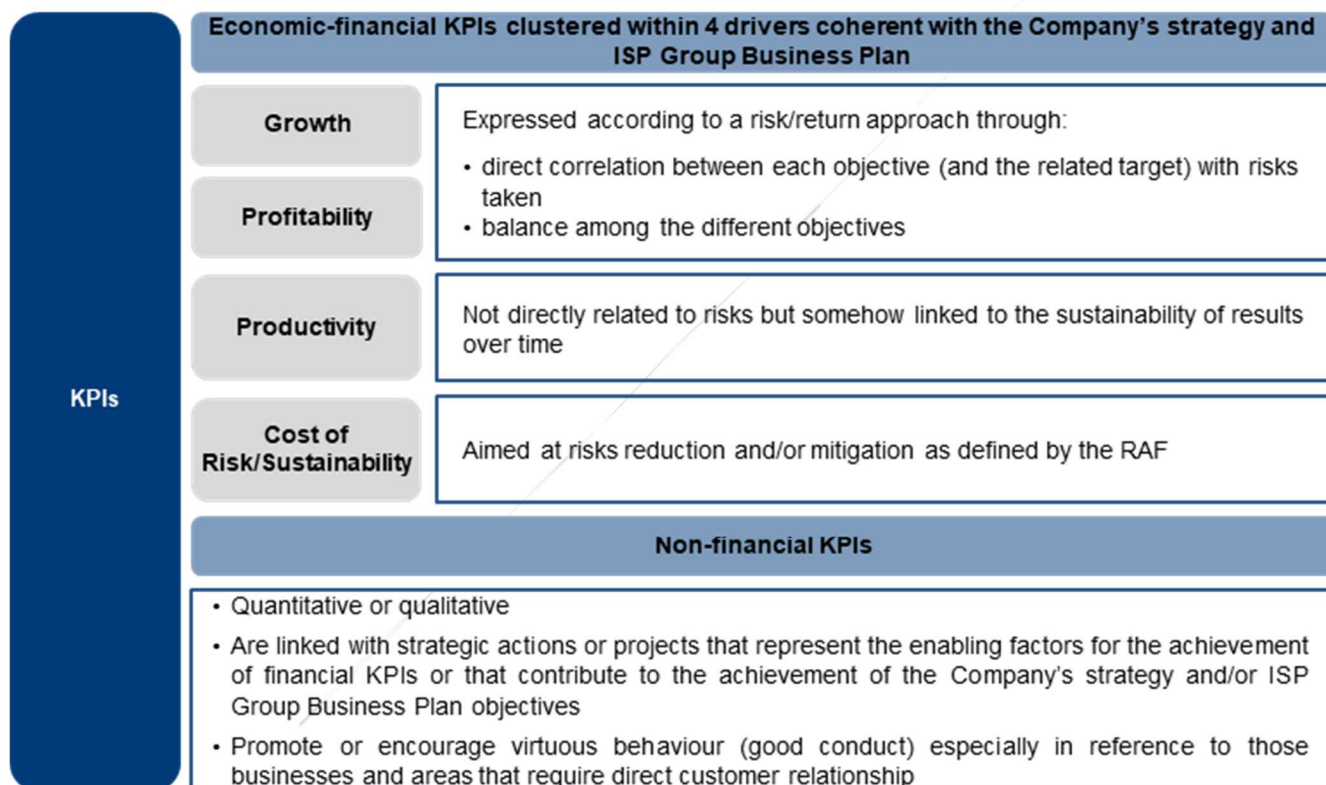 Economic-financial KPIs clustered within 4 drivers coherent with the Company's strategy and
ISP Group Business Plan
Growth
Expressed according to a risk/return approach through:
• direct correlation between each objective (and the related target) with risks
taken
• balance among the different objectives
Profitability
Productivity
Not directly related to risks but somehow linked to the sustainability of results
over time
KPIs
Cost of
Risk/Sustainability
Aimed at risks reduction and/or mitigation as defined by the RAF
Non-financial KPIs
• Quantitative or qualitative
• Are linked with strategic actions or projects that represent the enabling factors for the achievement
of financial KPIs or that contribute to the achievement of the Company's strategy and/or ISP
Group Business Plan objectives
• Promote or encourage virtuous behaviour (good conduct) especially in reference to those
businesses and areas that require direct customer relationship